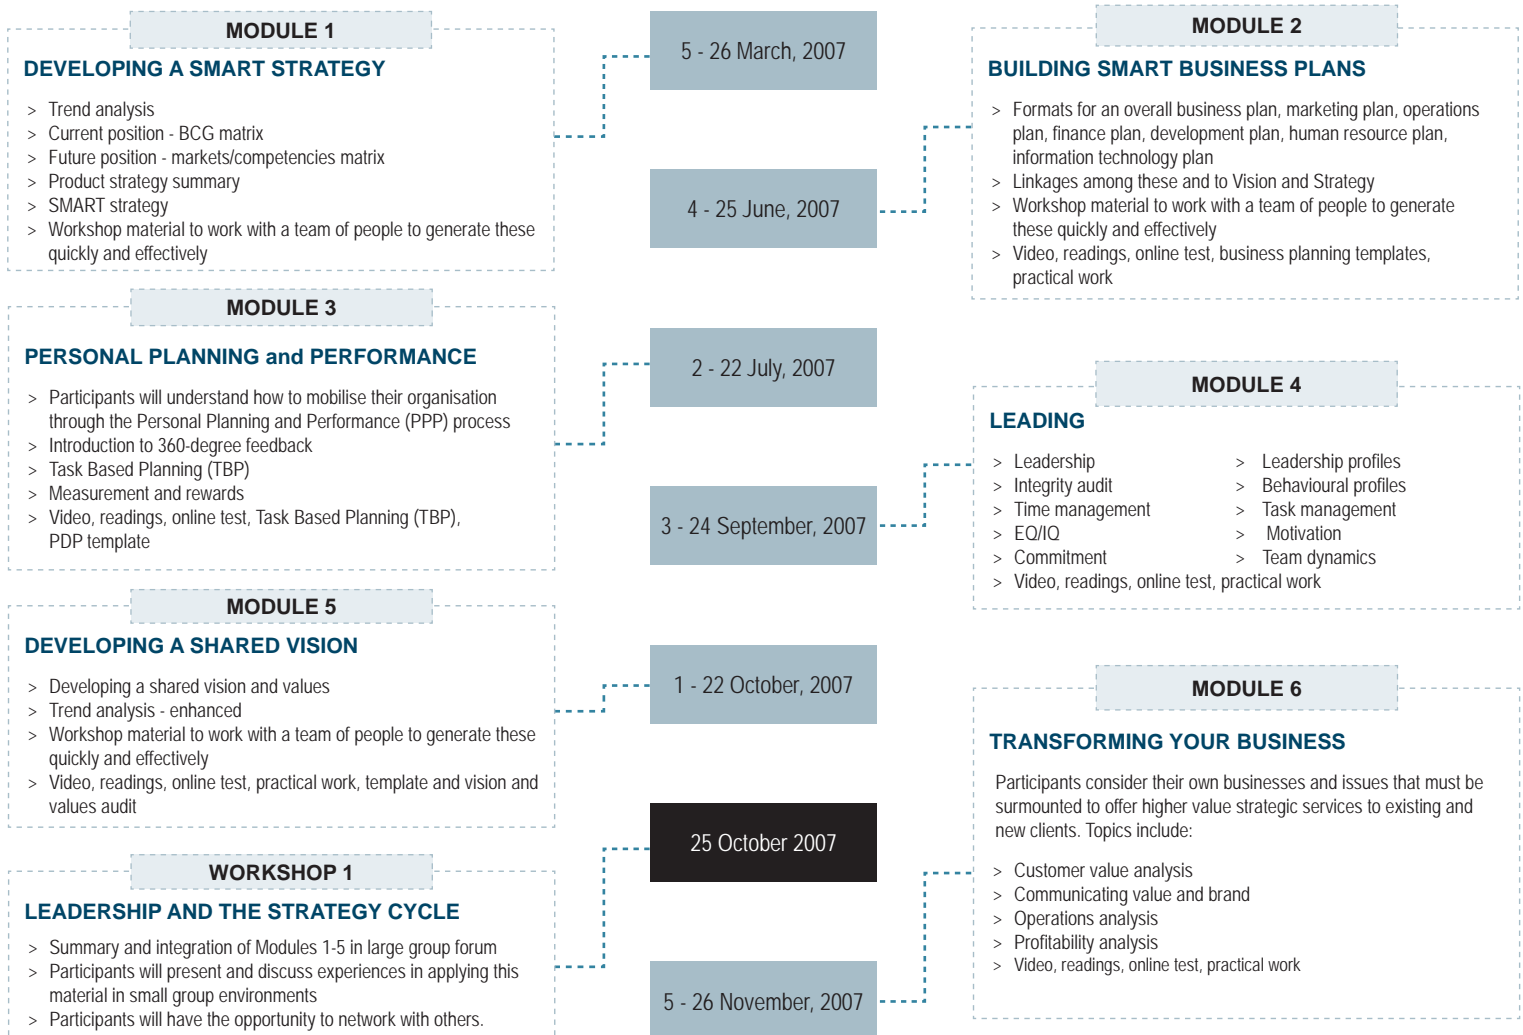 MODULE 1
DEVELOPING A SMART STRATEGY
> Trend analysis
> Current position - BCG matrix
> Future position - markets/competencies matrix
> Product strategy summary
> SMART strategy
> Workshop material to work with a team of people to generate these
quickly and effectively
5 - 26 March, 2007
MODULE 2
BUILDING SMART BUSINESS PLANS
> Formats for an overall business plan, marketing plan, operations
plan, finance plan, development plan, human resource plan,
information technology plan
> Linkages among these and to Vision and Strategy
> Workshop material to work with a team of people to generate
these quickly and effectively
> Video, readings, online test, business planning templates,
practical work
4 - 25 June, 2007
MODULE 3
PERSONAL PLANNING and PERFORMANCE
> Participants will understand how to mobilise their organisation
through the Personal Planning and Performance (PPP) process
> Introduction to 360-degree feedback
> Task Based Planning (TBP)
> Measurement and rewards
> Video, readings, online test, Task Based Planning (TBP),
PDP template
2 - 22 July, 2007
MODULE 4
LEADING
> Leadership
> Integrity audit
> Time management
> EQ/IQ
> Commitment
> Leadership profiles
> Behavioural profiles
> Task management
> Motivation
> Team dynamics
> Video, readings, online test, practical work
3 - 24 September, 2007
MODULE 5
DEVELOPING A SHARED VISION
> Developing a shared vision and values
> Trend analysis - enhanced
> Workshop material to work with a team of people to generate these
quickly and effectively
> Video, readings, online test, practical work, template and vision and
values audit
1 - 22 October, 2007
WORKSHOP 1
LEADERSHIP AND THE STRATEGY CYCLE
> Summary and integration of Modules 1-5 in large group forum
> Participants will present and discuss experiences in applying this
material in small group environments
> Participants will have the opportunity to network with others.
25 October 2007
MODULE 6
TRANSFORMING YOUR BUSINESS
Participants consider their own businesses and issues that must be
surmounted to offer higher value strategic services to existing and
new clients. Topics include:
> Customer value analysis
> Communicating value and brand
> Operations analysis
> Profitability analysis
> Video, readings, online test, practical work
5 - 26 November, 2007